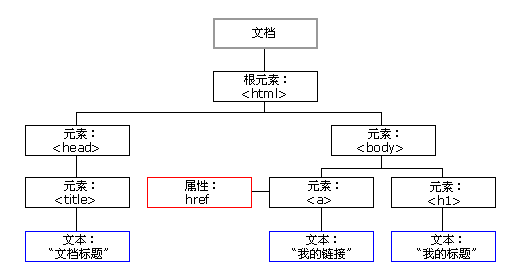 文档
根元素：
<html>
元素：
<head>
元素：
<body>
元素：
<title>
属性：
href
元素：
<a>
元素：
<h1>
文本：
“文档标题”
文本：
“我的链接”
文本：
“我的标题”